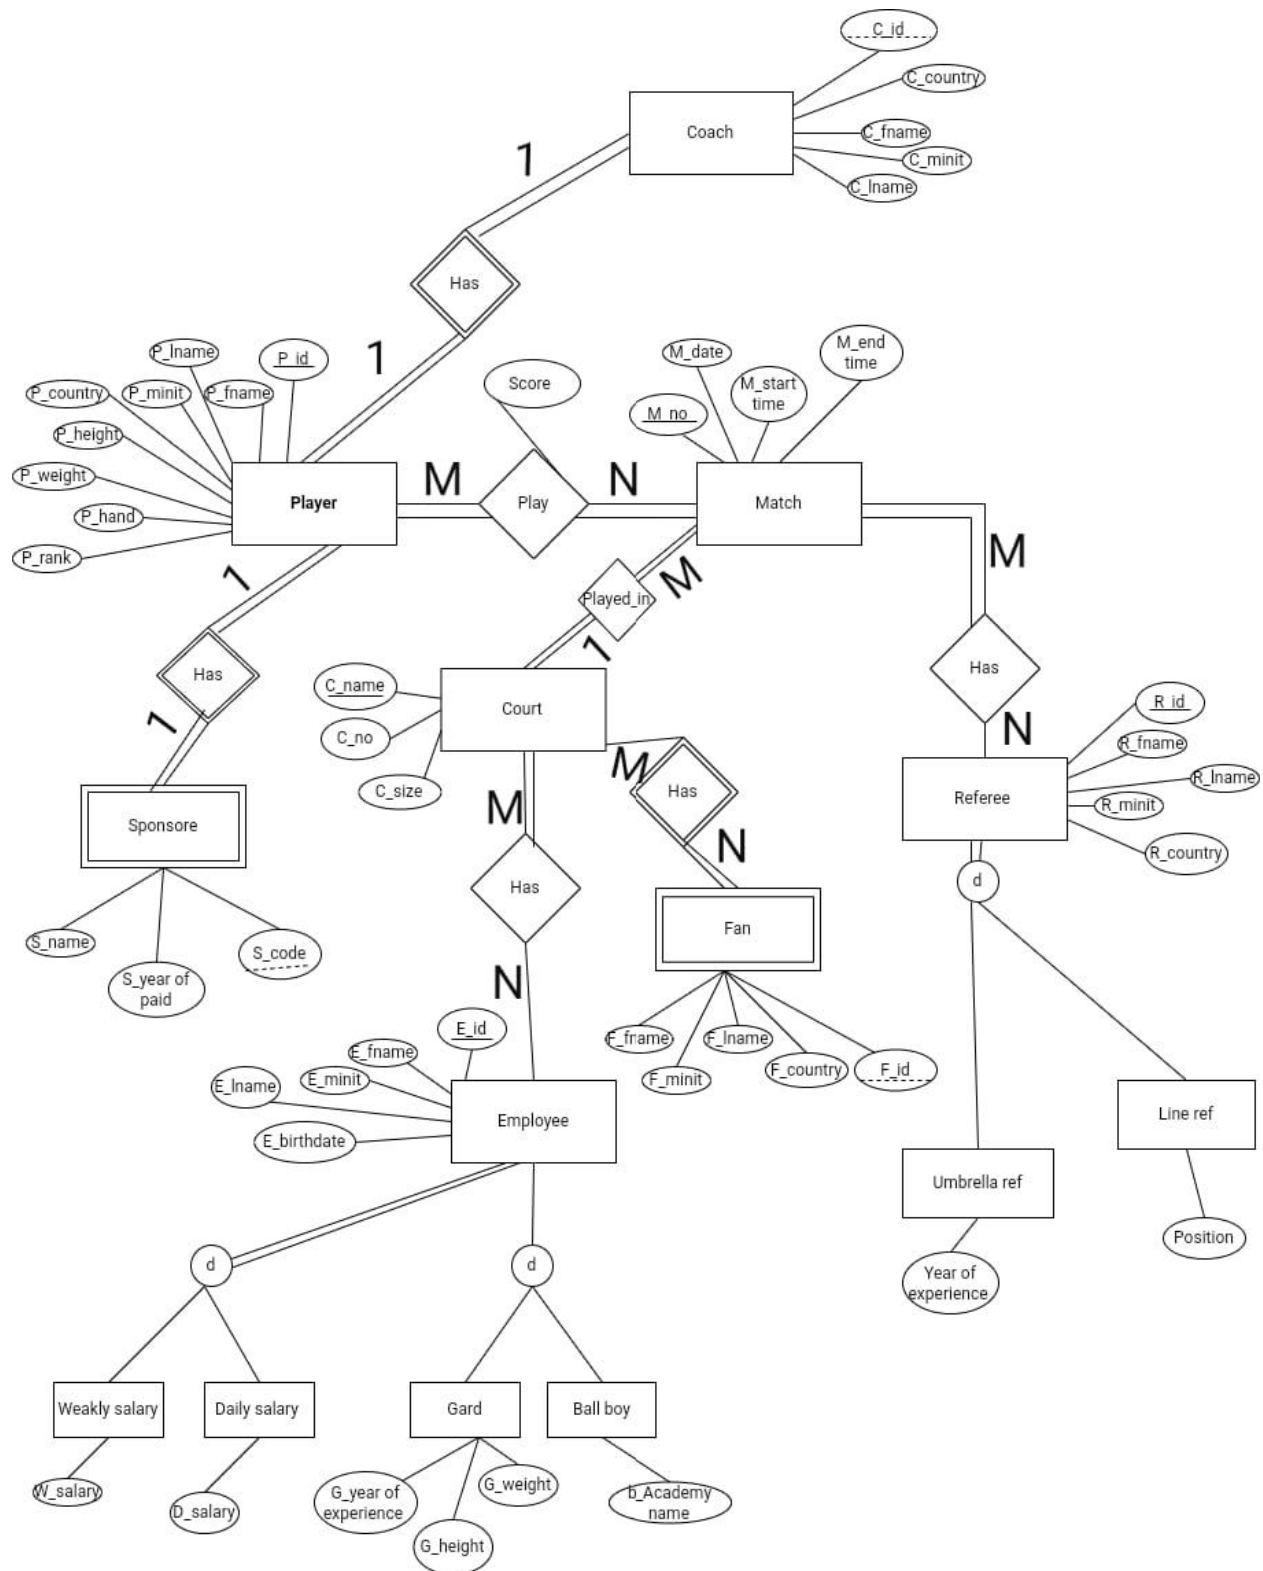 C_id
C_country
Coach
C_fname
C_minit
C_lname
1
Has
1
P_lname
P_id
P_country
P_minit
P_fname
P_height
P_weight
P_hand
P_rank
Player
Score
M_date
M_end
time
M_start
time
M_no
M
Play
N
Match
1
M
Played_in
1
M
Has
Has
C_name
Court
C_no
C_size
1
N
R_id
R_fname
R_lname
R_minit
R_country
Referee
M
Has
M
Has
N
d
Sponsore
S_name
S_year of
paid
S_code
Fan
N
F_fname
F_lname
F_minit
F_country
F_id
E_id
E_fname
E_minit
E_lname
E_birthdate
Employee
Line ref
Umbrella ref
Position
Year of
experience
d
d
Weakly salary
Daily salary
Gard
Ball boy
W_salary
D_salary
G_year of
experience
G_weight
G_height
b_Academy
name